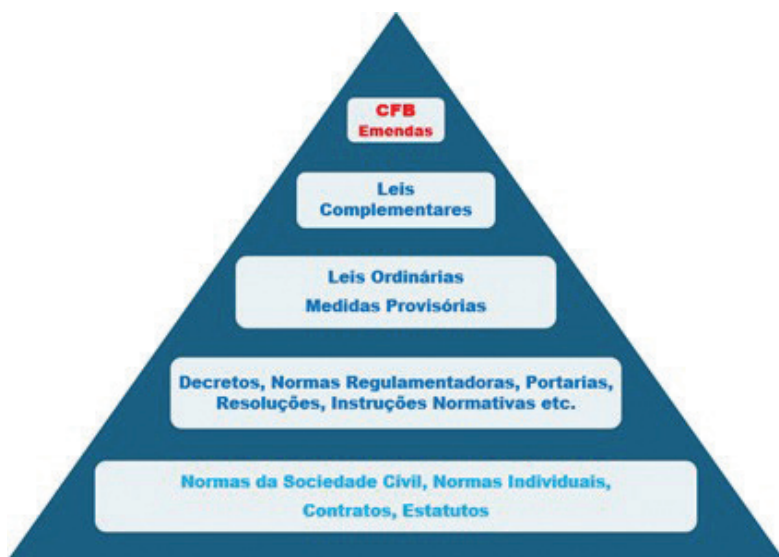 CFB
Emendas
Leis
Complementares
Leis Ordinárias
Medidas Provisórias
Decretos, Normas Regulamentadoras, Portarias,
Resoluções, Instruções Normativas etc.
Normas da Sociedade Cívil, Normas Individuais,
Contratos, Estatutos